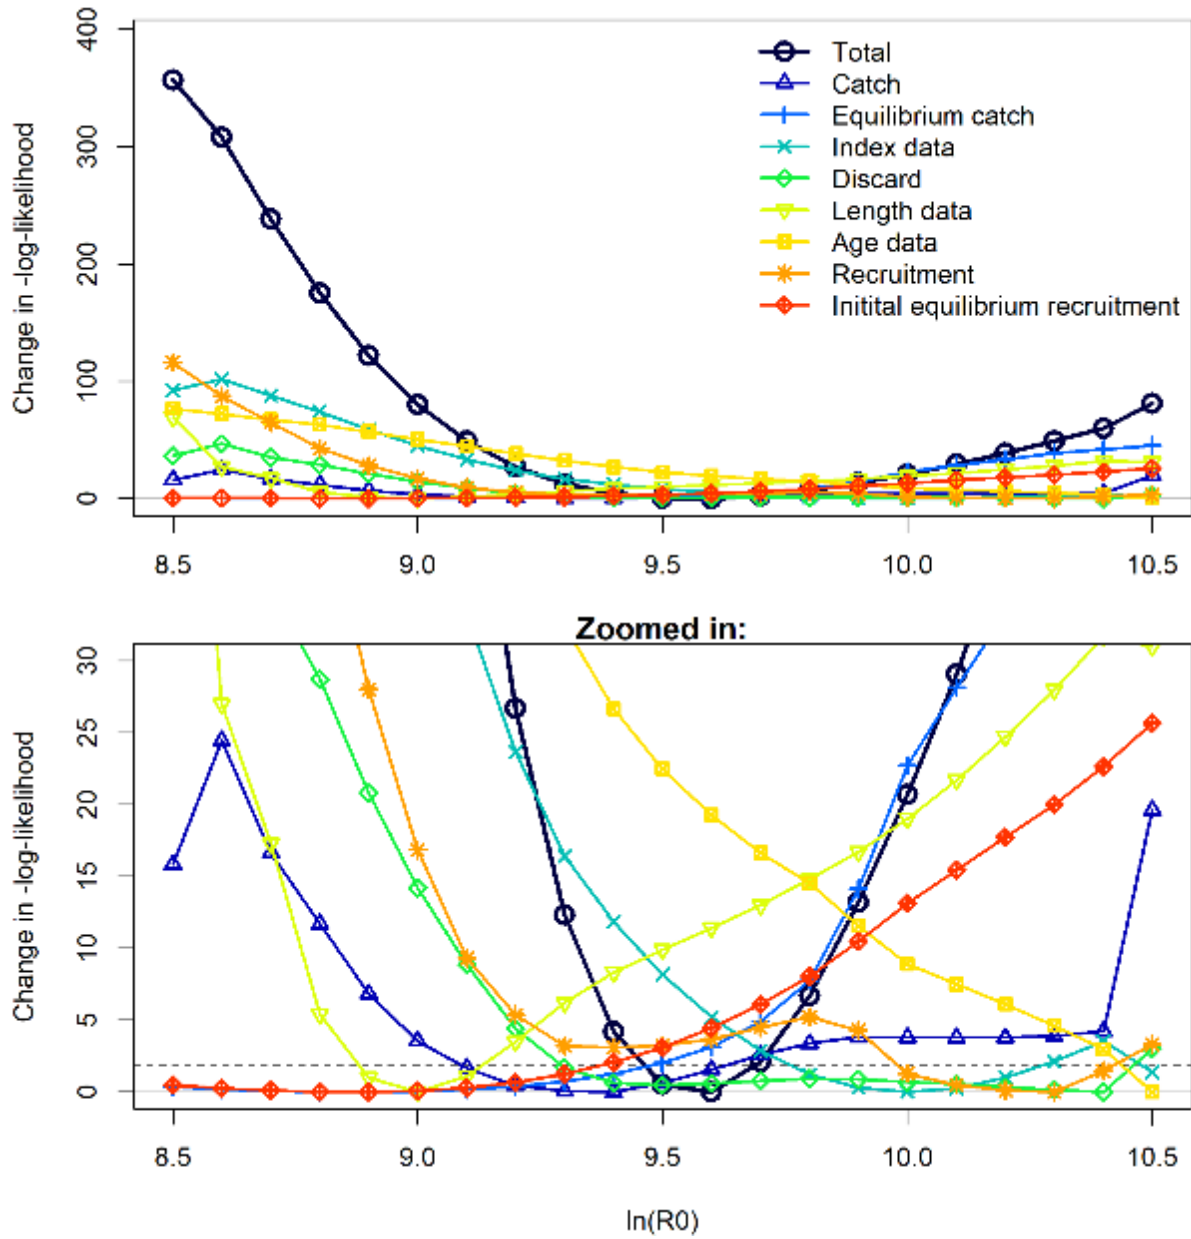 400
300
200
100
0
Change in -log-likelihood
Total
Catch
Equilibrium catch
Index data
Discard
Length data
Age data
Recruitment
Initital equilibrium recruitment
8.5 9.0 9.5 10.0 10.5
Zoomed in:
30
25
20
15
10
5
0
Change in -log-likelihood
8.5 9.0 9.5 10.0 10.5
ln(R0)